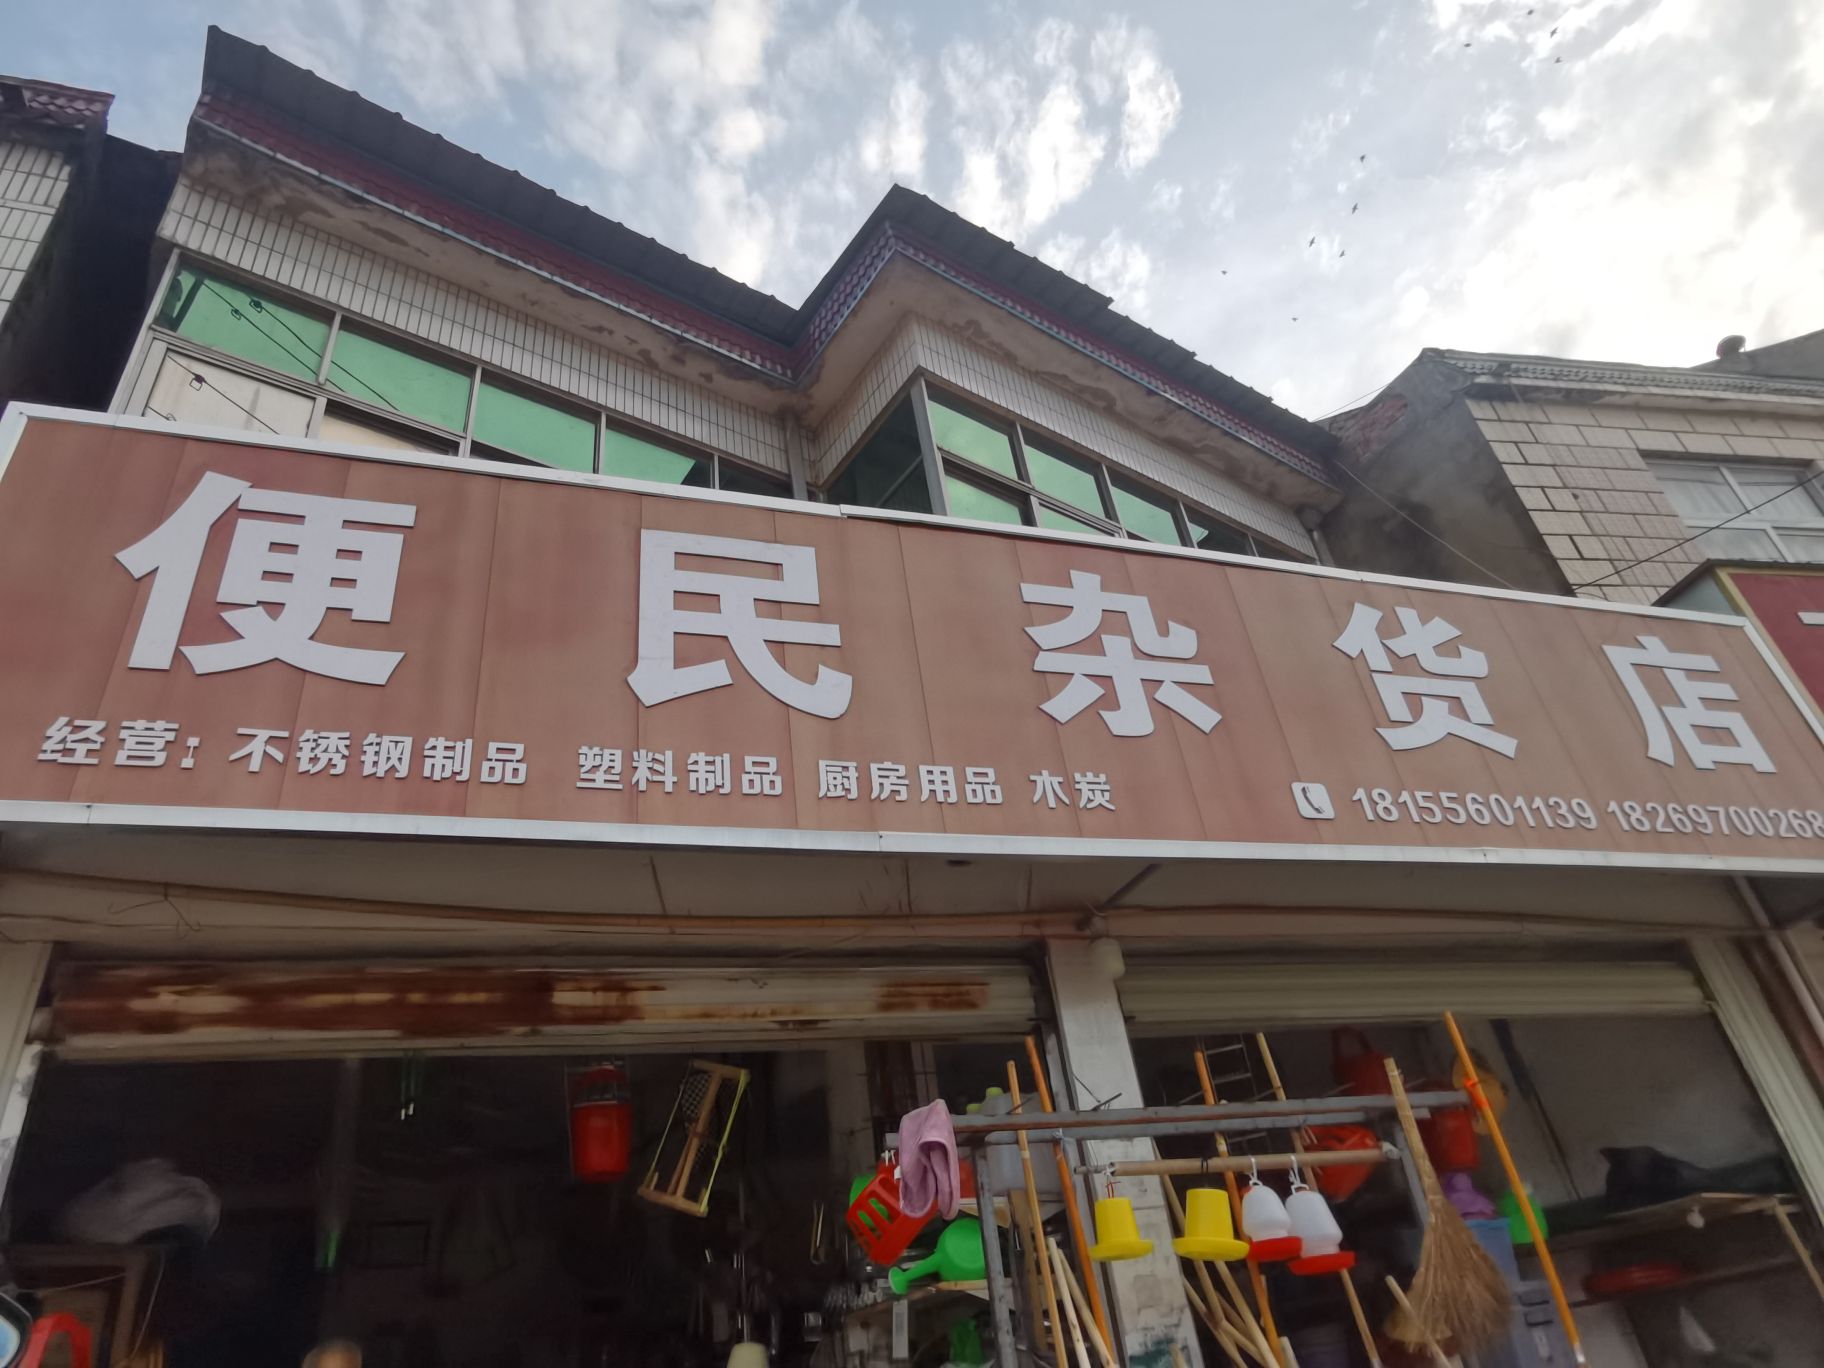 便民杂货店
经营: 不锈钢制品 塑料制品 厨房用品 木炭
18155601139 18269700268